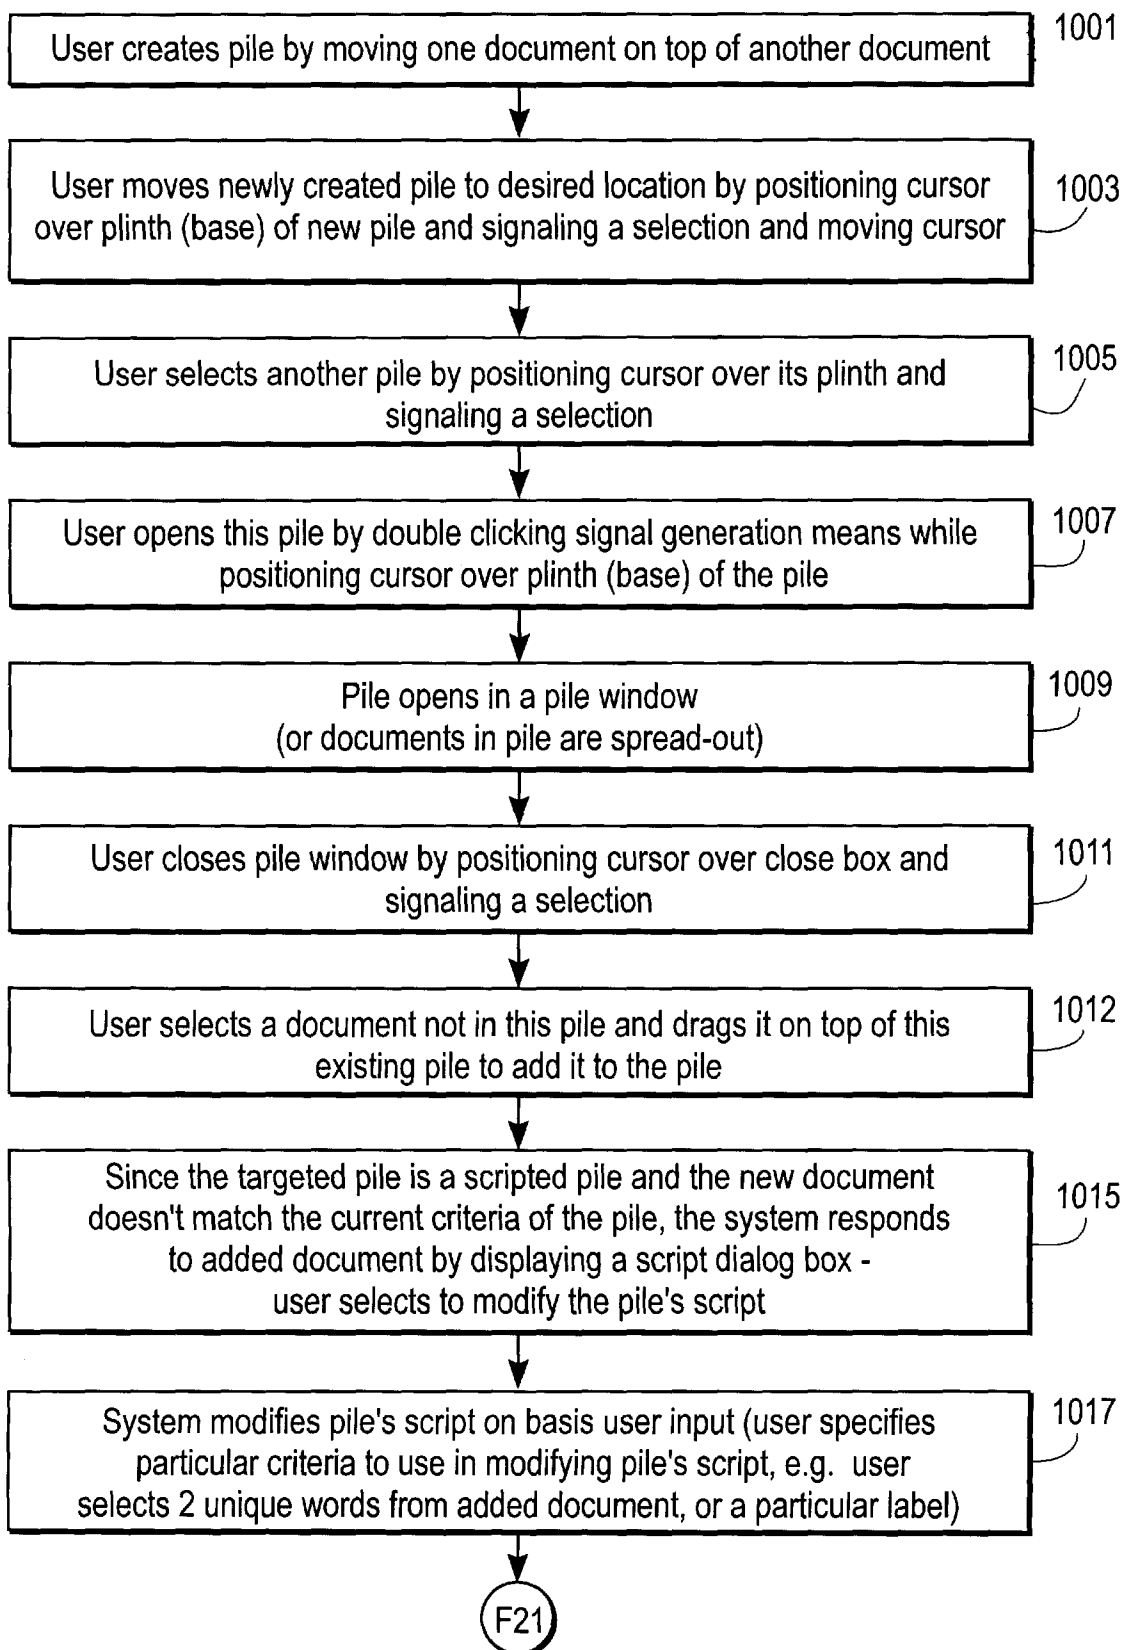 User creates pile by moving one document on top of another document
1001
User moves newly created pile to desired location by positioning cursor
over plinth (base) of new pile and signaling a selection and moving cursor
1003
User selects another pile by positioning cursor over its plinth and
signaling a selection
1005
User opens this pile by double clicking signal generation means while
positioning cursor over plinth (base) of the pile
1007
Pile opens in a pile window
(or documents in pile are spread-out)
1009
User closes pile window by positioning cursor over close box and
signaling a selection
1011
User selects a document not in this pile and drags it on top of this
existing pile to add it to the pile
1012
Since the targeted pile is a scripted pile and the new document
doesn't match the current criteria of the pile, the system responds
to added document by displaying a script dialog box -
user selects to modify the pile's script
1015
System modifies pile's script on basis user input (user specifies
particular criteria to use in modifying pile's script, e.g. user
selects 2 unique words from added document, or a particular label)
1017
F21